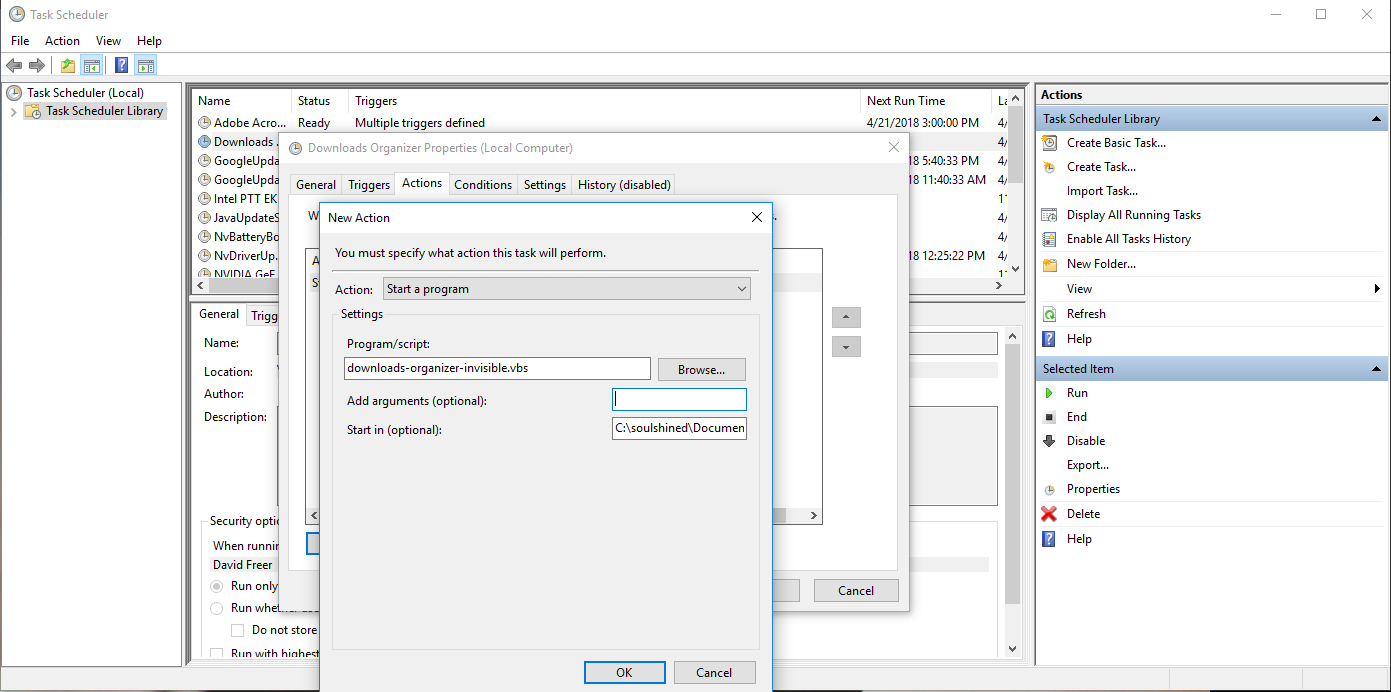 Task Scheduler
File Action View Help
Task Scheduler (Local)
Task Scheduler Library
Name Status Triggers Next Run Time
Adobe Acro... Ready Multiple triggers defined 4/21/2018 3:00:00 PM 4/
Downloads 4/
GoogleUpda 18 5:40:33 PM 4/
GoogleUpda 18 11:40:33 AM 4/
Intel PTT EK
JavaUpdateS 4/
NvBatteryBo 4/
NvDriverUp. 18 12:25:22 PM 4/
NVIDIA GeF
General Trigg
Name:
Location:
Author:
Description:
Security optio
When runnin
David Freer
Run only
Run whethe
Do not store
Run with highest
Downloads Organizer Properties (Local Computer)
General Triggers Actions Conditions Settings History (disabled)
Cancel
New Action
You must specify what action this task will perform.
Action: Start a program
Settings
Program/script:
downloads-organizer-invisible.vbs Browse...
Add arguments (optional):
Start in (optional): C:\soulshined\Documen
OK Cancel
Actions
Task Scheduler Library
Create Basic Task...
Create Task...
Import Task...
Display All Running Tasks
Enable All Tasks History
New Folder...
View
Refresh
Help
Selected Item
Run
End
Disable
Export...
Properties
Delete
Help